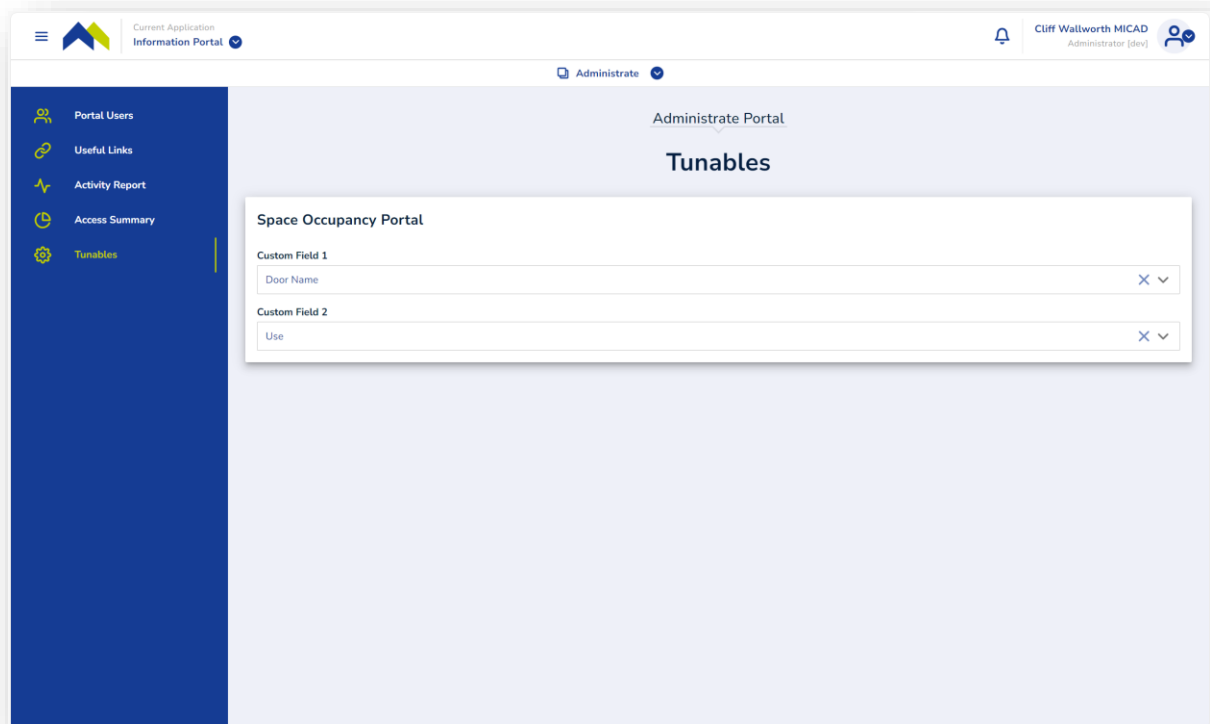 Current Application
Information Portal
Cliff Wallworth MICAD
Administrator [dev]
Administrate
Portal Users
Useful Links
Activity Report
Access Summary
Tunables
Administrate Portal
Tunables
Space Occupancy Portal
Custom Field 1
Door Name
Custom Field 2
Use